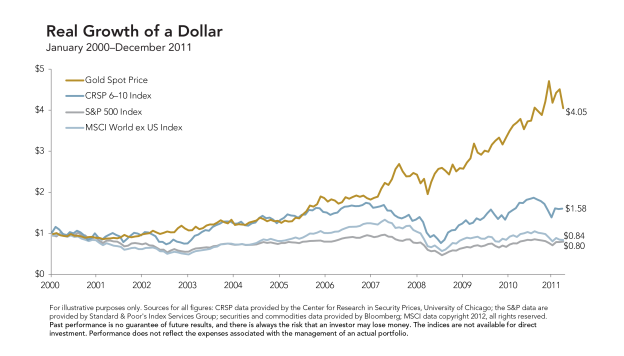 Real Growth of a Dollar
January 2000–December 2011
$5
$4
$3
$2
$1
$0
Gold Spot Price
CRSP 6–10 Index
S&P 500 Index
MSCI World ex US Index
$4.05
$1.58
$0.84
$0.80
2000 2001 2002 2003 2004 2005 2006 2007 2008 2009 2010 2011
For illustrative purposes only. Sources for all figures: CRSP data provided by the Center for Research in Security Prices, University of Chicago; the S&P data are
provided by Standard & Poor's Index Services Group; securities and commodities data provided by Bloomberg; MSCI data copyright 2012, all rights reserved.
Past performance is no guarantee of future results, and there is always the risk that an investor may lose money. The indices are not available for direct
investment. Performance does not reflect the expenses associated with the management of an actual portfolio.